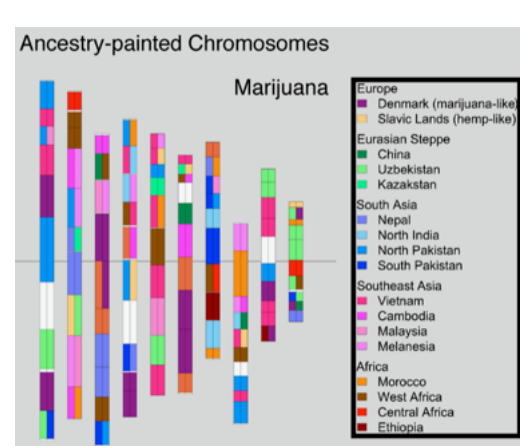 Ancestry-painted Chromosomes
Marijuana
Europe
Denmark (marijuana-like)
Slavic Lands (hemp-like)
Eurasian Steppe
China
Uzbekistan
Kazakstan
South Asia
Nepal
North India
North Pakistan
South Pakistan
Southeast Asia
Vietnam
Cambodia
Malaysia
Melanesia
Africa
Morocco
West Africa
Central Africa
Ethiopia